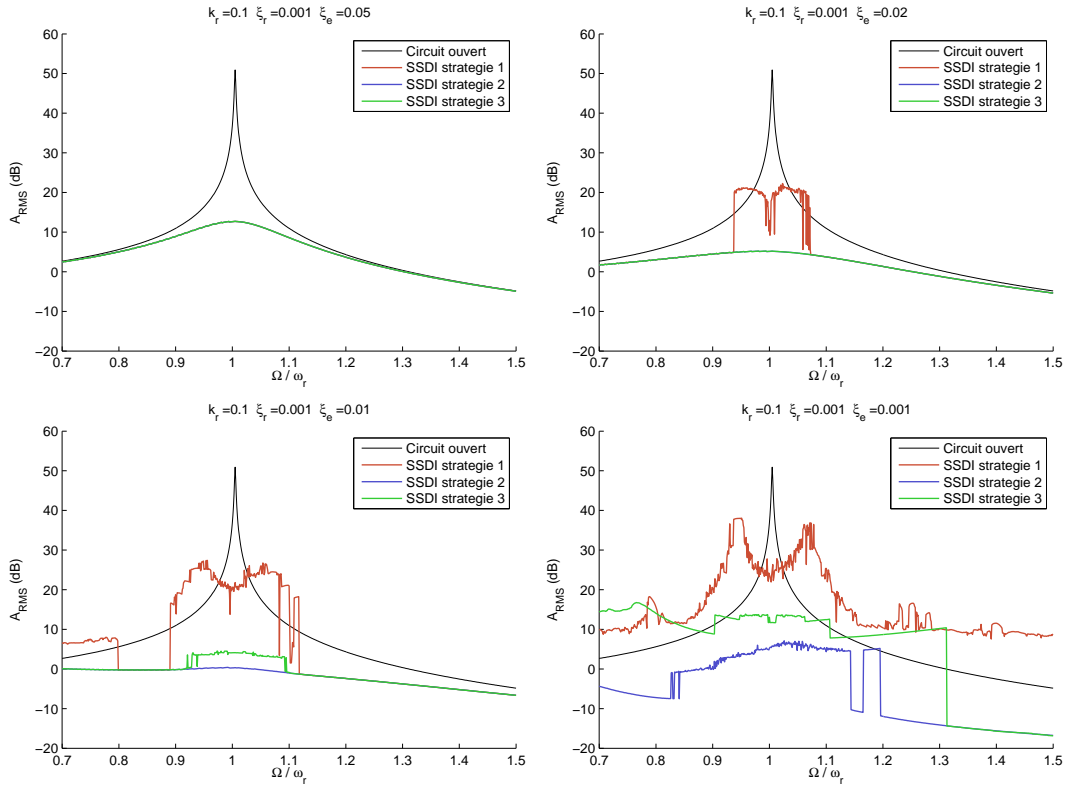 k_r=0.1 ξ_r=0.001 ξ_e=0.05
60
50
40
30
20
10
0
−10
−20
A_RMS (dB)
Circuit ouvert
SSDI strategie 1
SSDI strategie 2
SSDI strategie 3
0.7 0.8 0.9 1 1.1 1.2 1.3 1.4 1.5
Ω / ω_r
k_r=0.1 ξ_r=0.001 ξ_e=0.02
60
50
40
30
20
10
0
−10
−20
A_RMS (dB)
Circuit ouvert
SSDI strategie 1
SSDI strategie 2
SSDI strategie 3
0.7 0.8 0.9 1 1.1 1.2 1.3 1.4 1.5
Ω / ω_r
k_r=0.1 ξ_r=0.001 ξ_e=0.01
60
50
40
30
20
10
0
−10
−20
A_RMS (dB)
Circuit ouvert
SSDI strategie 1
SSDI strategie 2
SSDI strategie 3
0.7 0.8 0.9 1 1.1 1.2 1.3 1.4 1.5
Ω / ω_r
k_r=0.1 ξ_r=0.001 ξ_e=0.001
60
50
40
30
20
10
0
−10
−20
A_RMS (dB)
Circuit ouvert
SSDI strategie 1
SSDI strategie 2
SSDI strategie 3
0.7 0.8 0.9 1 1.1 1.2 1.3 1.4 1.5
Ω / ω_r